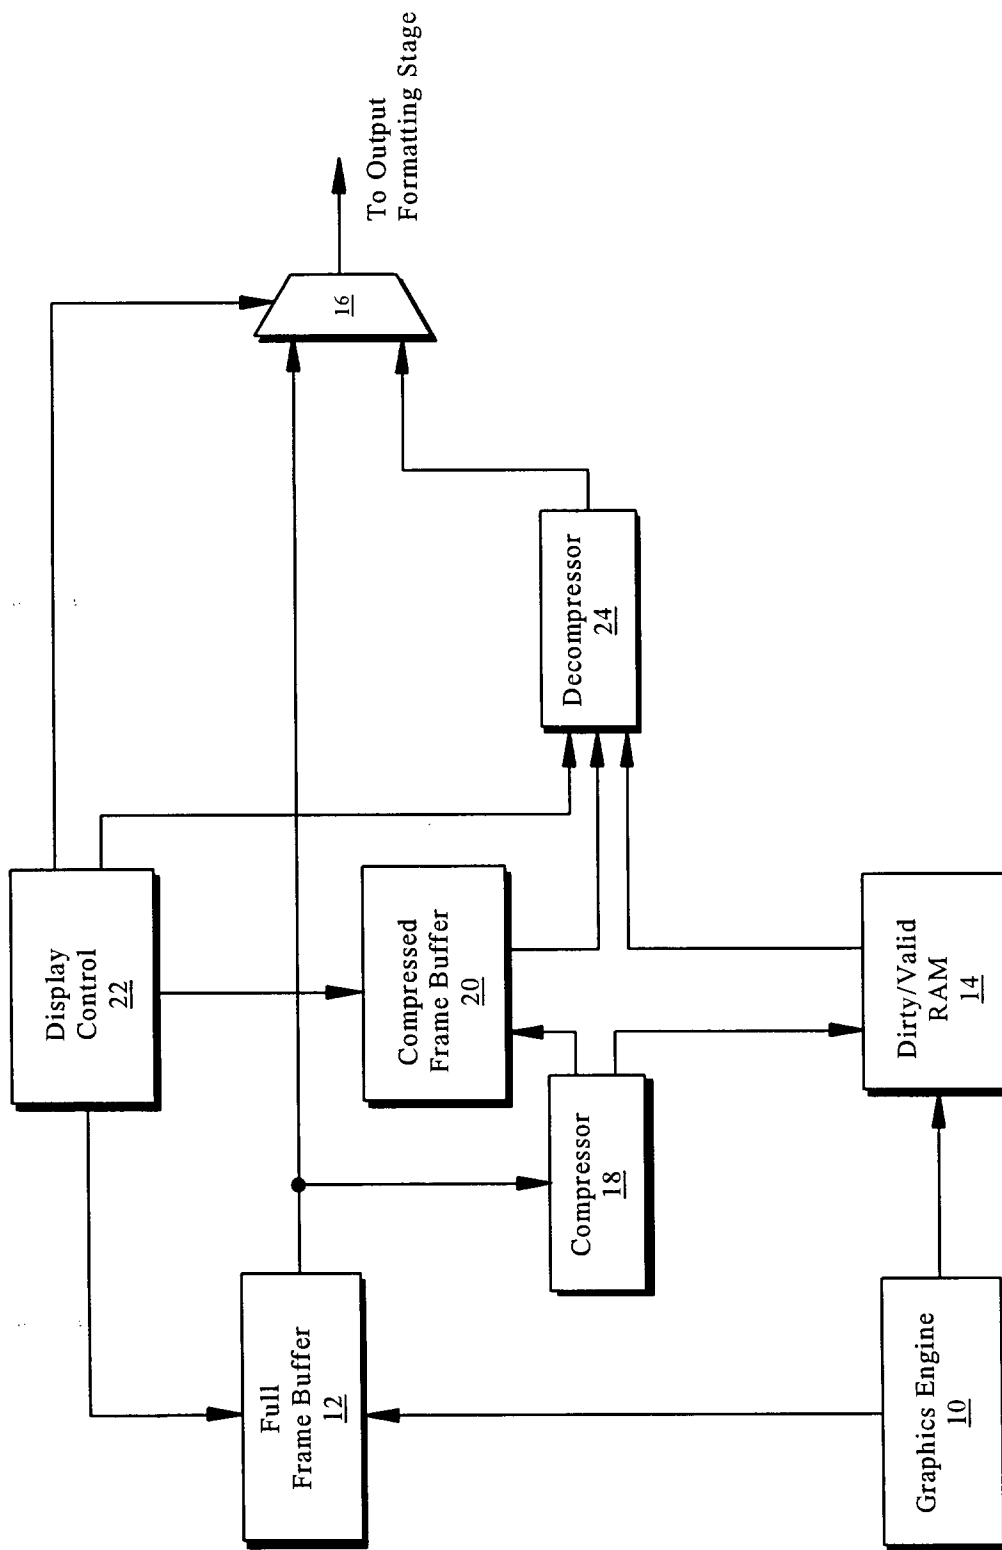 Display
Control
22
Full
Frame Buffer
12
Compressed
Frame Buffer
20
16
To Output
Formatting Stage
Compressor
18
Decompressor
24
Graphics Engine
10
Dirty/Valid
RAM
14